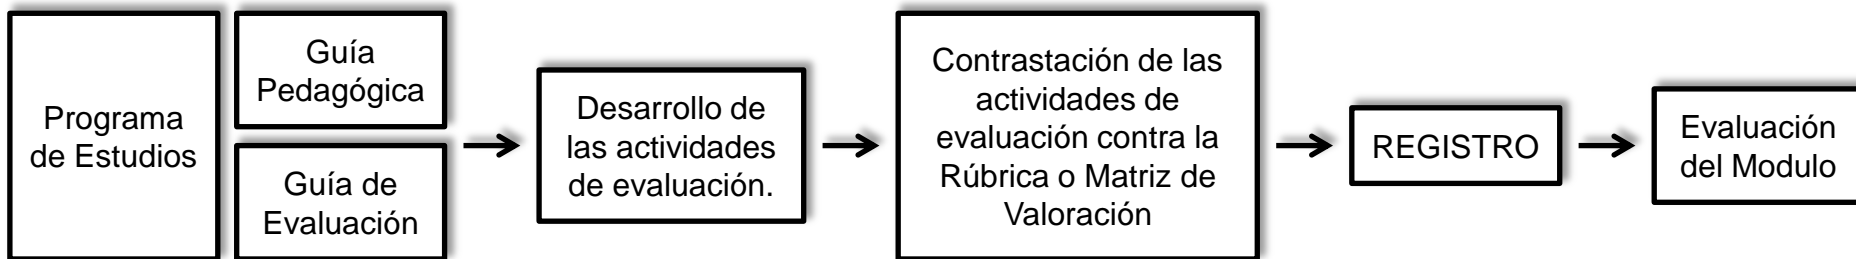 Programa
de Estudios
Guía
Pedagógica
Guía de
Evaluación
Desarrollo de
las actividades
de evaluación.
Contrastación de las
actividades de
evaluación contra la
Rúbrica o Matriz de
Valoración
REGISTRO
Evaluación
del Modulo